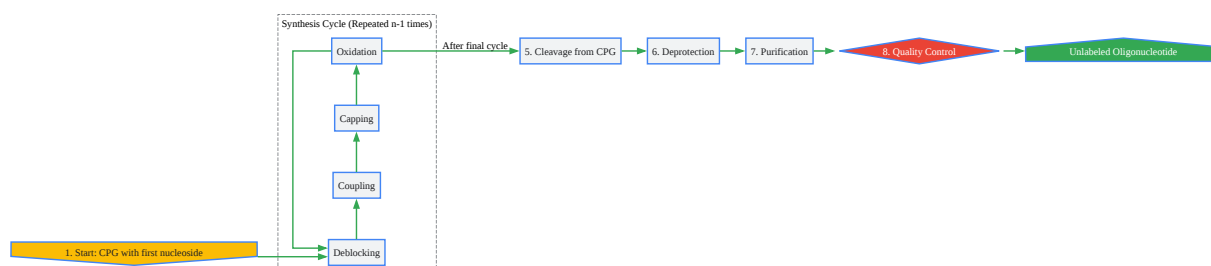 Synthesis Cycle (Repeated n-1 times)
Oxidation
After final cycle
5. Cleavage from CPG
6. Deprotection
7. Purification
8. Quality Control
Unlabeled Oligonucleotide
Capping
Coupling
1. Start: CPG with first nucleoside
Deblocking